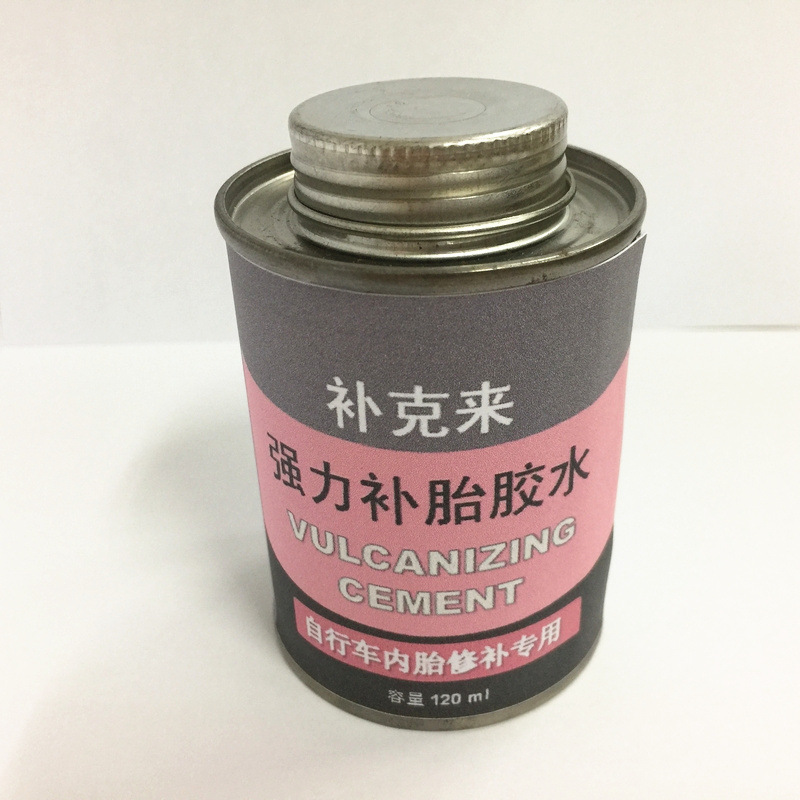 补克来
强力补胎胶水
VULCANIZING
CEMENT
自行车内胎修补专用
容量 120 ml